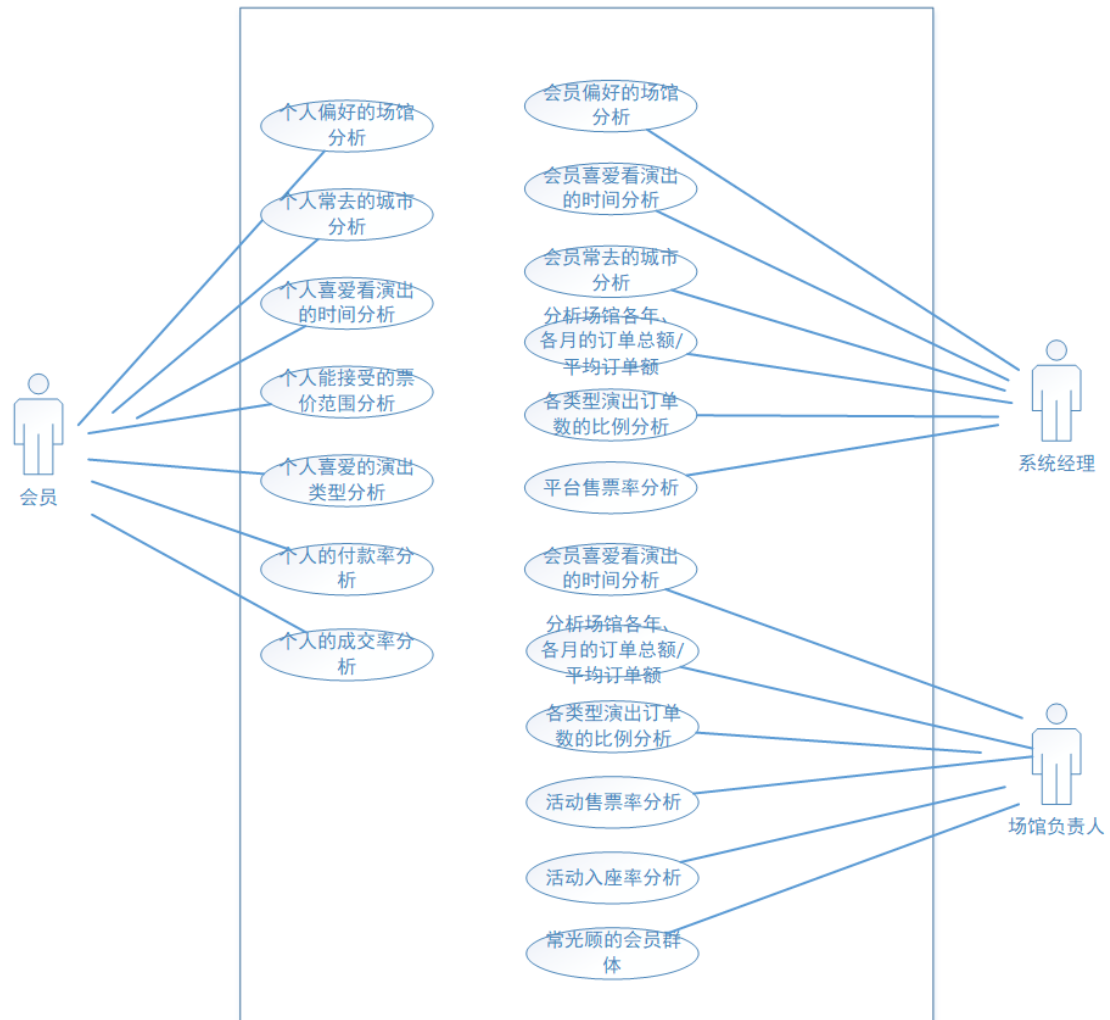 个人偏好的场馆
分析
个人常去的城市
分析
个人喜爱看演出
的时间分析
个人能接受的票
价范围分析
个人喜爱的演出
类型分析
个人的付款率分
析
个人的成交率分
析
会员
会员偏好的场馆
分析
会员喜爱看演出
的时间分析
会员常去的城市
分析
分析场馆各年、
各月的订单总额/
平均订单额
各类型演出订单
数的比例分析
平台售票率分析
系统经理
会员喜爱看演出
的时间分析
分析场馆各年、
各月的订单总额/
平均订单额
各类型演出订单
数的比例分析
活动售票率分析
活动入座率分析
常光顾的会员群
体
场馆负责人